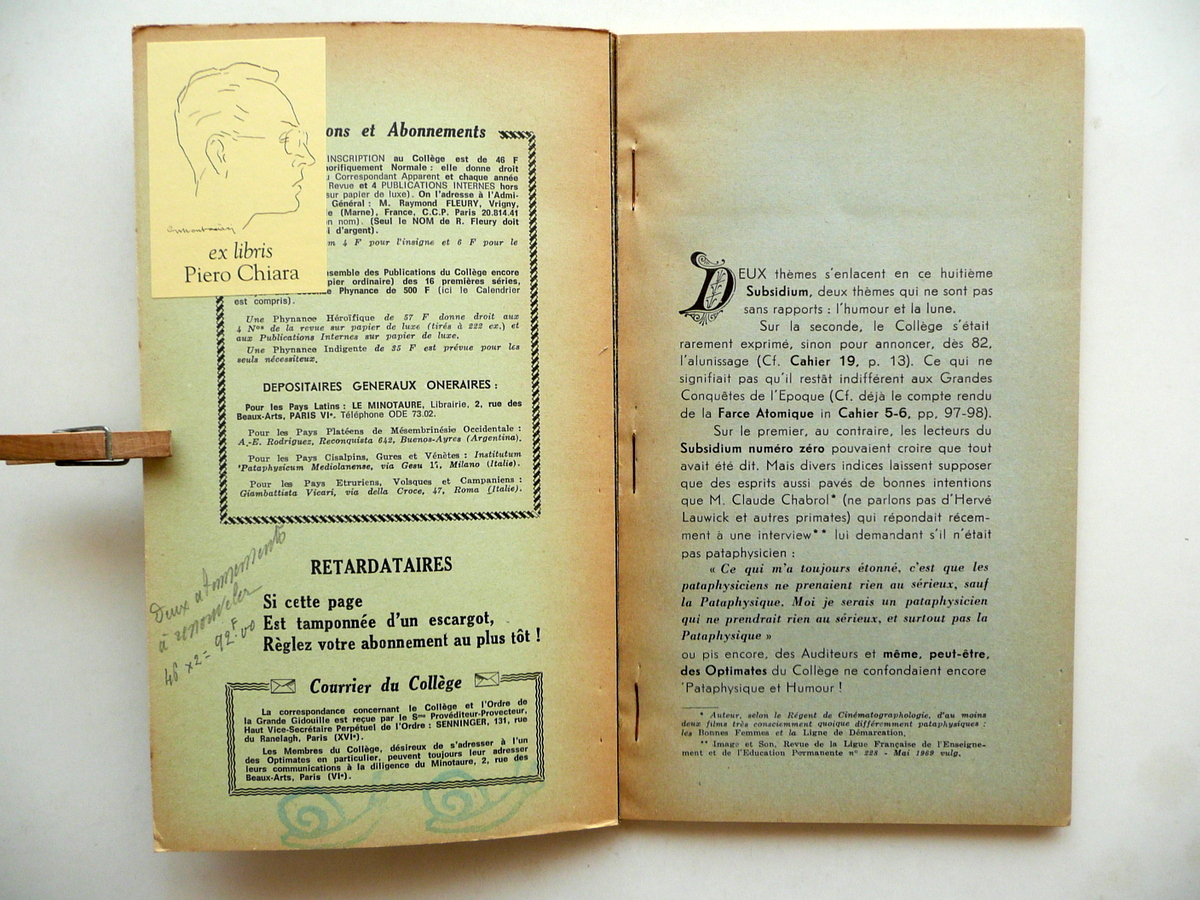 ex libris
Piero Chiara
ons et Abonnements
INSCRIPTION au Collège est de 46 F
norifiquement Normale : elle donne droit
u Correspondant Apparent et chaque année
Revue et 4 PUBLICATIONS INTERNES hors
sur papier de luxe). On l'adresse à l'Admi-
Général : M. Raymond FLEURY, Vrigny,
le (Marne), France, C.C.P. Paris 20.814.41
on nom). (Seul le NOM de R. Fleury doit
i d'argent).
m 4 F pour l'insigne et 6 F pour le
semble des Publications du Collège encore
pier ordinaire) des 16 premières séries,
Phynance de 500 F (ici le Calendrier
est compris).
Une Phynance Héroïfique de 57 F donne droit aux
4 Nos de la revue sur papier de luxe (tirés à 222 ex.) et
aux Publications Internes sur papier de luxe.
Une Phynance Indigente de 35 F est prévue pour les
seuls nécessiteux.
DEPOSITAIRES GENERAUX ONERAIRES :
Pour les Pays Latins : LE MINOTAURE, Librairie, 2, rue des
Beaux-Arts, PARIS VIe. Téléphone ODE 73.02.
Pour les Pays Platéens de Mésembrinésie Occidentale :
A.-E. Rodriguez, Reconquista 642, Buenos-Ayres (Argentina).
Pour les Pays Cisalpins, Gures et Vénètes : Institutum
'Pataphysicum Mediolanense, via Gesu 17, Milano (Italie).
Pour les Pays Etruriens, Volsques et Campaniens :
Giambattista Vicari, via della Croce, 47, Roma (Italie).
Deux abonnements
à renouveler
46 x 2 = 92F.00
RETARDATAIRES
Si cette page
Est tamponnée d'un escargot,
Règlez votre abonnement au plus tôt !
Courrier du Collège
La correspondance concernant le Collège et l'Ordre de
la Grande Gidouille est reçue par le Sme Provéditeur-Provecteur,
Haut Vice-Secrétaire Perpétuel de l'Ordre : SENNINGER, 131, rue
du Ranelagh, Paris (XVIe).
Les Membres du Collège, désireux de s'adresser à l'un
des Optimates en particulier, peuvent toujours leur adresser
leurs communications à la diligence du Minotaure, 2, rue des
Beaux-Arts, Paris (VIe).
DEUX thèmes s'enlacent en ce huitième
Subsidium, deux thèmes qui ne sont pas
sans rapports : l'humour et la lune.
Sur la seconde, le Collège s'était
rarement exprimé, sinon pour annoncer, dès 82,
l'alunissage (Cf. Cahier 19, p. 13). Ce qui ne
signifiait pas qu'il restât indifférent aux Grandes
Conquêtes de l'Epoque (Cf. déjà le compte rendu
de la Farce Atomique in Cahier 5-6, pp, 97-98).
Sur le premier, au contraire, les lecteurs du
Subsidium numéro zéro pouvaient croire que tout
avait été dit. Mais divers indices laissent supposer
que des esprits aussi pavés de bonnes intentions
que M. Claude Chabrol* (ne parlons pas d'Hervé
Lauwick et autres primates) qui répondait récem-
ment à une interview** lui demandant s'il n'était
pas pataphysicien :
« Ce qui m'a toujours étonné, c'est que les
pataphysiciens ne prenaient rien au sérieux, sauf
la Pataphysique. Moi je serais un pataphysicien
qui ne prendrait rien au sérieux, et surtout pas la
Pataphysique »
ou pis encore, des Auditeurs et même, peut-être,
des Optimates du Collège ne confondaient encore
'Pataphysique et Humour !
* Auteur, selon le Régent de Cinématographologie, d'au moins
deux films très consciemment quoique différemment pataphysiques :
les Bonnes Femmes et la Ligne de Démarcation.
** Image et Son, Revue de la Ligue Française de l'Enseigne-
ment et de l'Education Permanente n° 228 - Mai 1969 vulg.